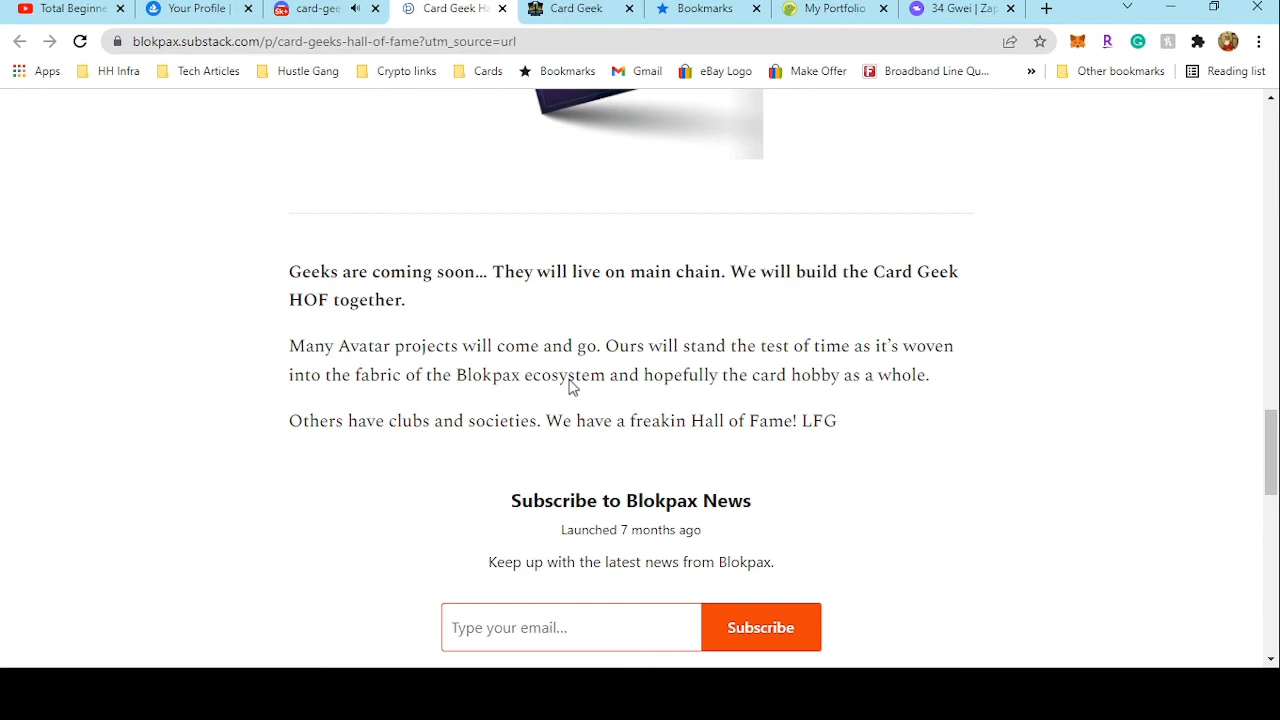 Total Beginne
Your Profile |
card-gee
Card Geek Ha
Card Geek
Bookmarks
My Portfolio
34 Gwei | Zap
blokpax.substack.com/p/card-geeks-hall-of-fame?utm_source=url
Apps
HH Infra
Tech Articles
Hustle Gang
Crypto links
Cards
Bookmarks
Gmail
eBay Logo
Make Offer
Broadband Line Qu...
»
Other bookmarks
Reading list
Geeks are coming soon... They will live on main chain. We will build the Card Geek
HOF together.
Many Avatar projects will come and go. Ours will stand the test of time as it’s woven
into the fabric of the Blokpax ecosystem and hopefully the card hobby as a whole.
Others have clubs and societies. We have a freakin Hall of Fame! LFG
Subscribe to Blokpax News
Launched 7 months ago
Keep up with the latest news from Blokpax.
Type your email...
Subscribe